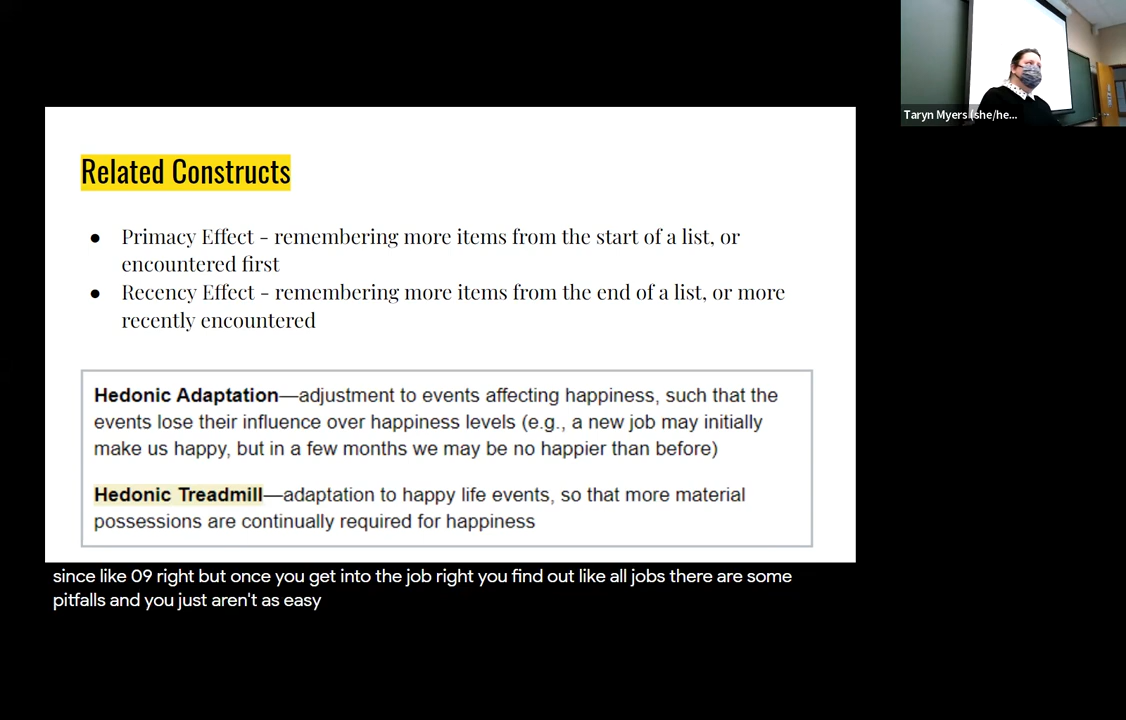 Taryn Myers (she/he...
Related Constructs
● Primacy Effect - remembering more items from the start of a list, or
encountered first
● Recency Effect - remembering more items from the end of a list, or more
recently encountered
Hedonic Adaptation—adjustment to events affecting happiness, such that the
events lose their influence over happiness levels (e.g., a new job may initially
make us happy, but in a few months we may be no happier than before)
Hedonic Treadmill—adaptation to happy life events, so that more material
possessions are continually required for happiness
since like 09 right but once you get into the job right you find out like all jobs there are some
pitfalls and you just aren't as easy